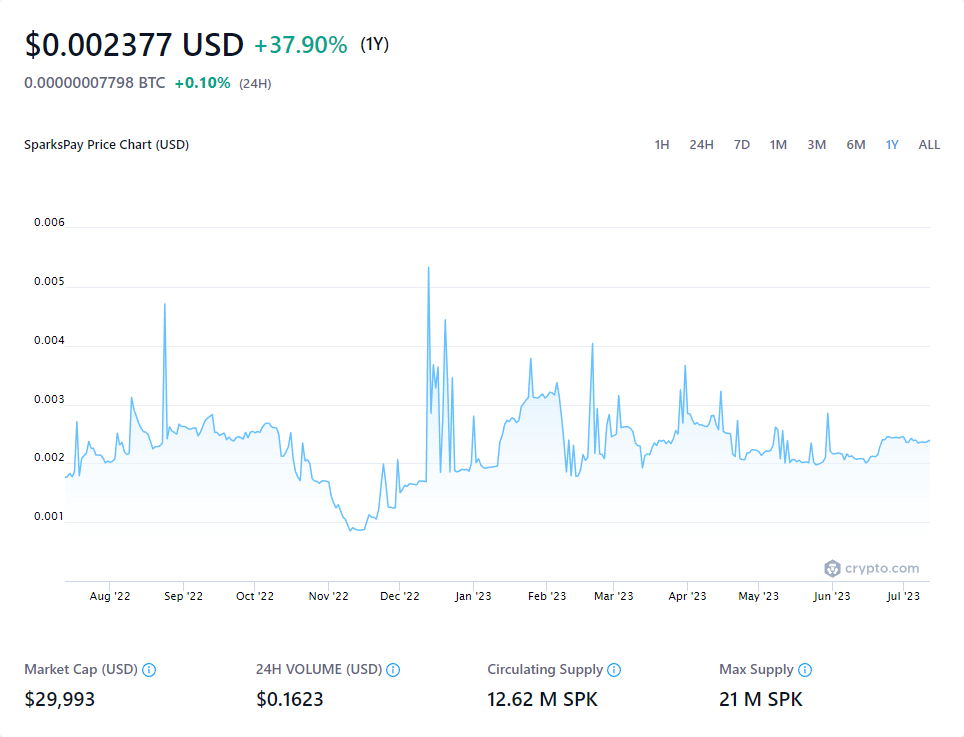 $0.002377 USD +37.90% (1Y)
0.00000007798 BTC +0.10% (24H)
SparksPay Price Chart (USD) 1H 24H 7D 1M 3M 6M 1Y ALL
0.006
0.005
0.004
0.003
0.002
0.001
crypto.com
Aug '22 Sep '22 Oct '22 Nov '22 Dec '22 Jan '23 Feb '23 Mar '23 Apr '23 May '23 Jun '23 Jul '23
Market Cap (USD) 24H VOLUME (USD) Circulating Supply Max Supply
$29,993 $0.1623 12.62 M SPK 21 M SPK